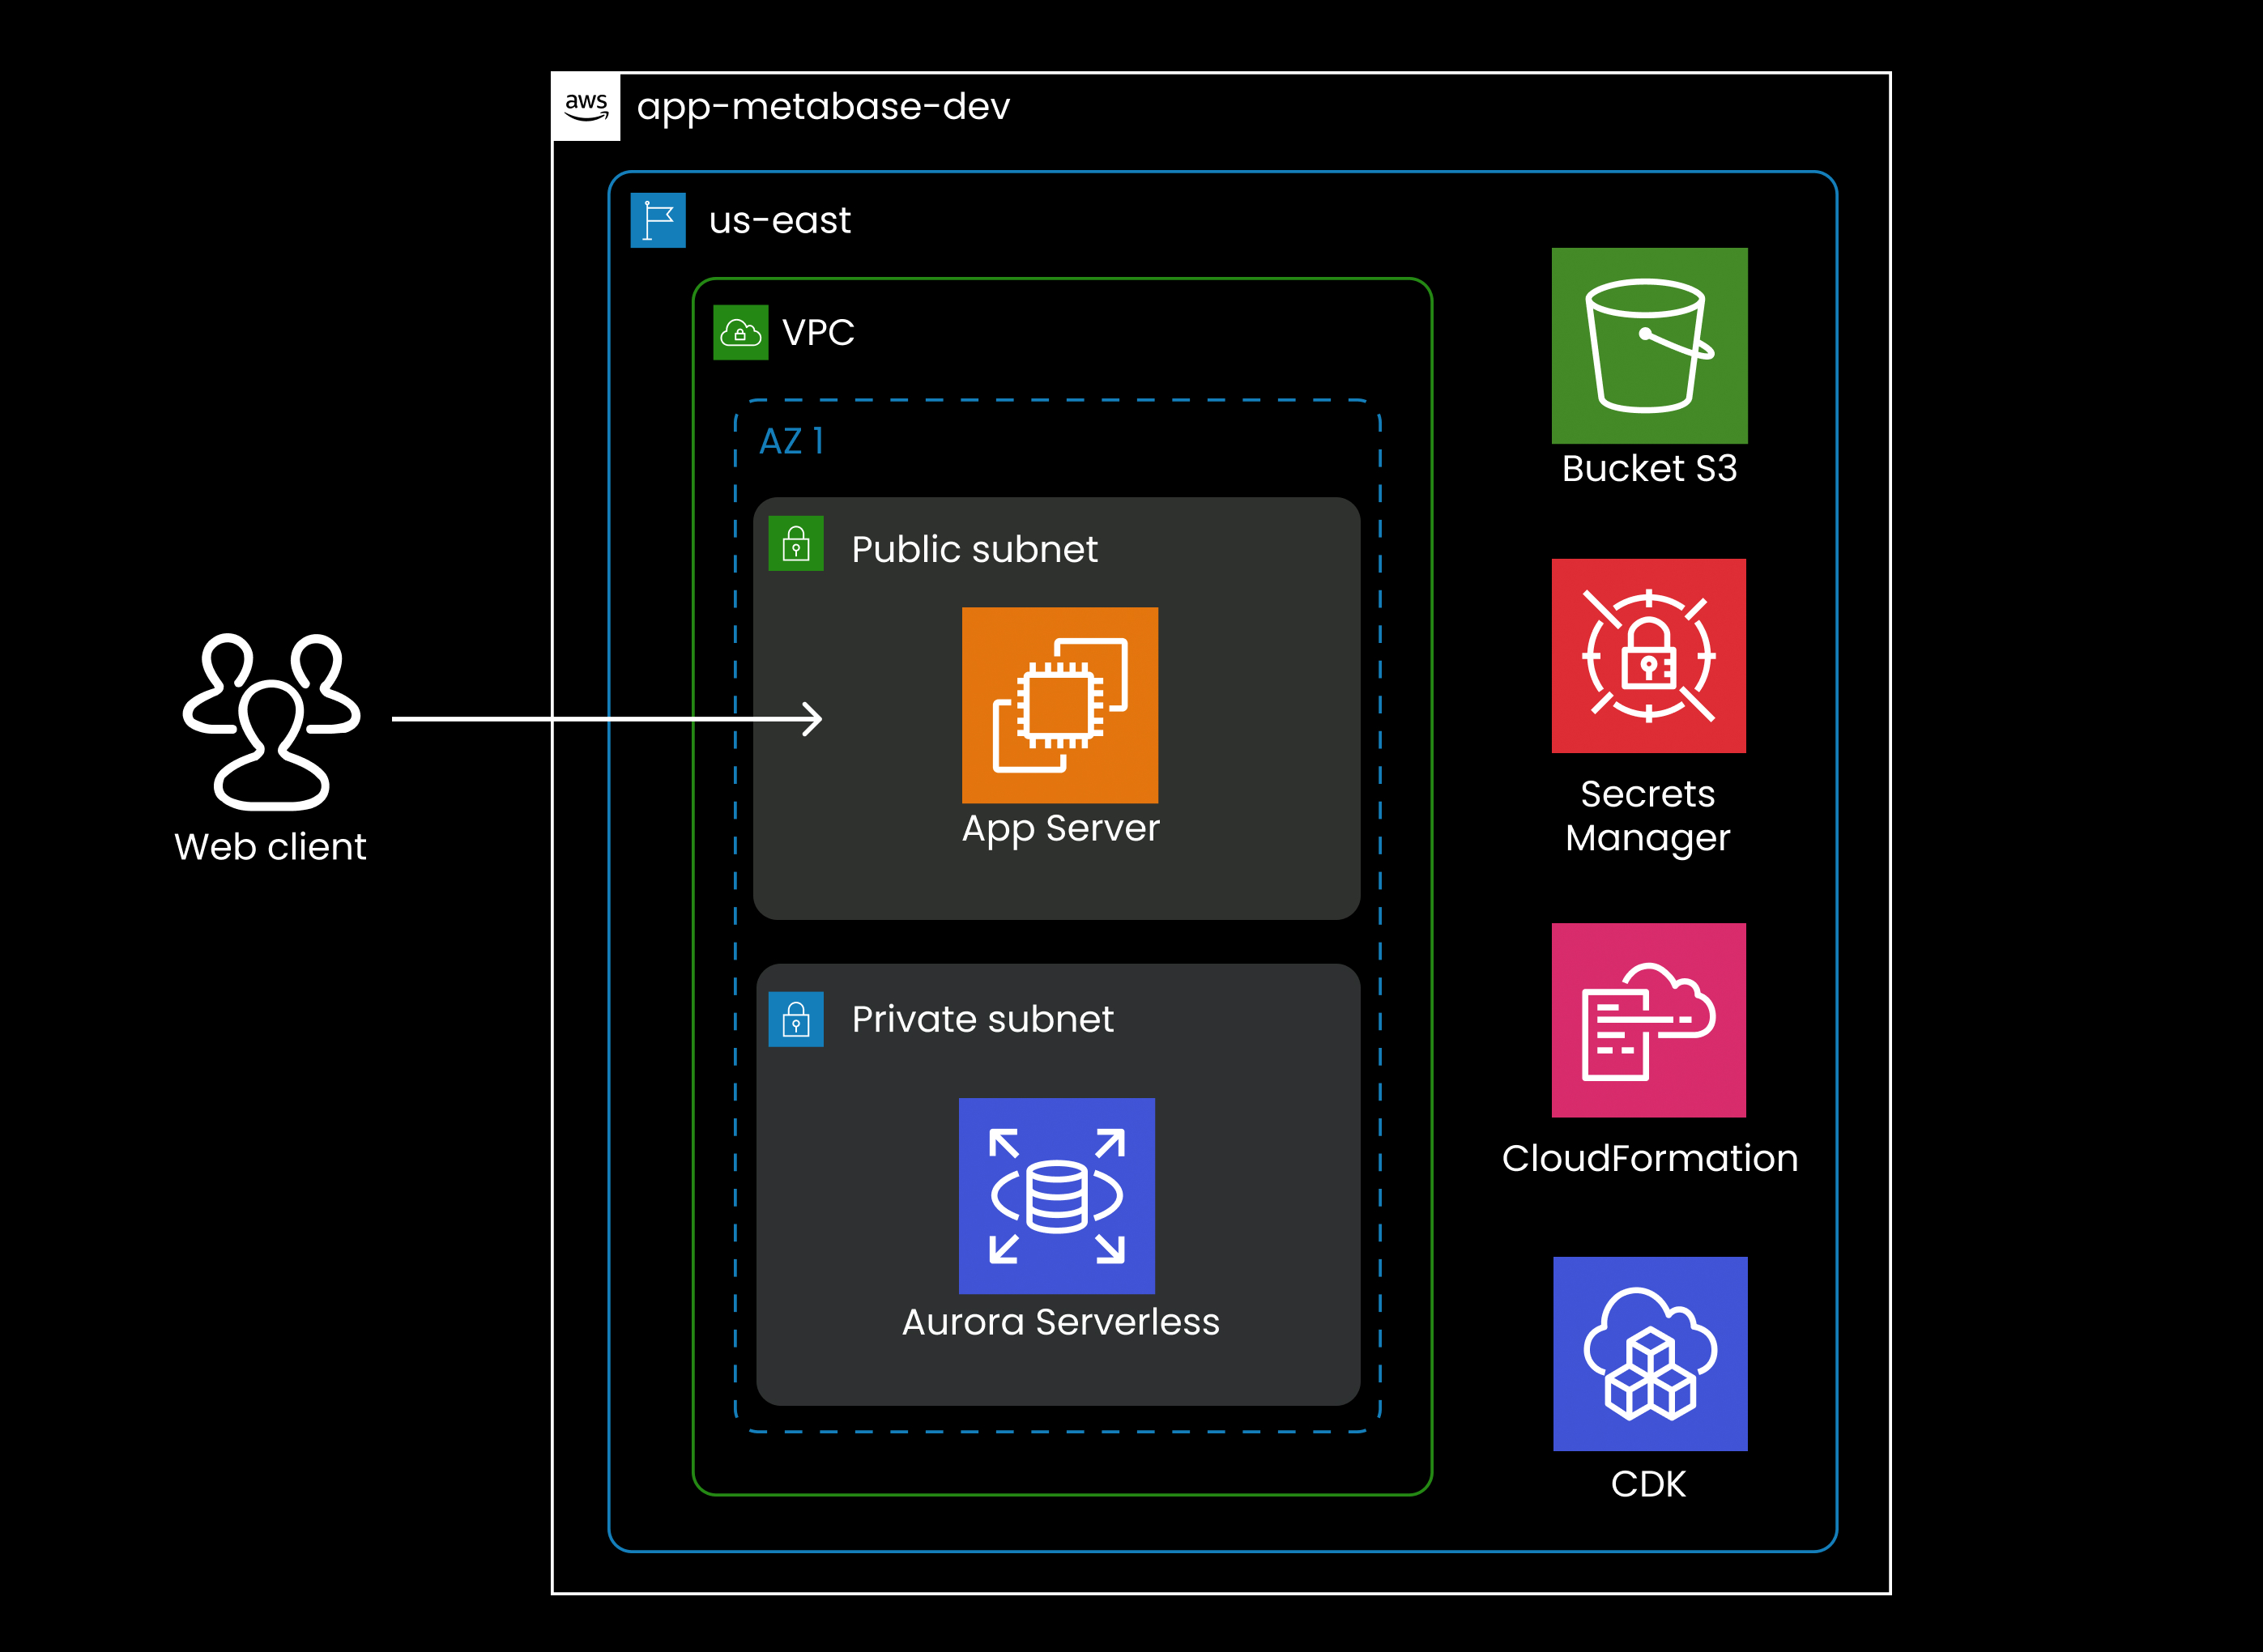 aws
app-metabase-dev
us-east
VPC
AZ 1
Public subnet
App Server
Web client
Private subnet
Aurora Serverless
Bucket S3
Secrets
Manager
CloudFormation
CDK